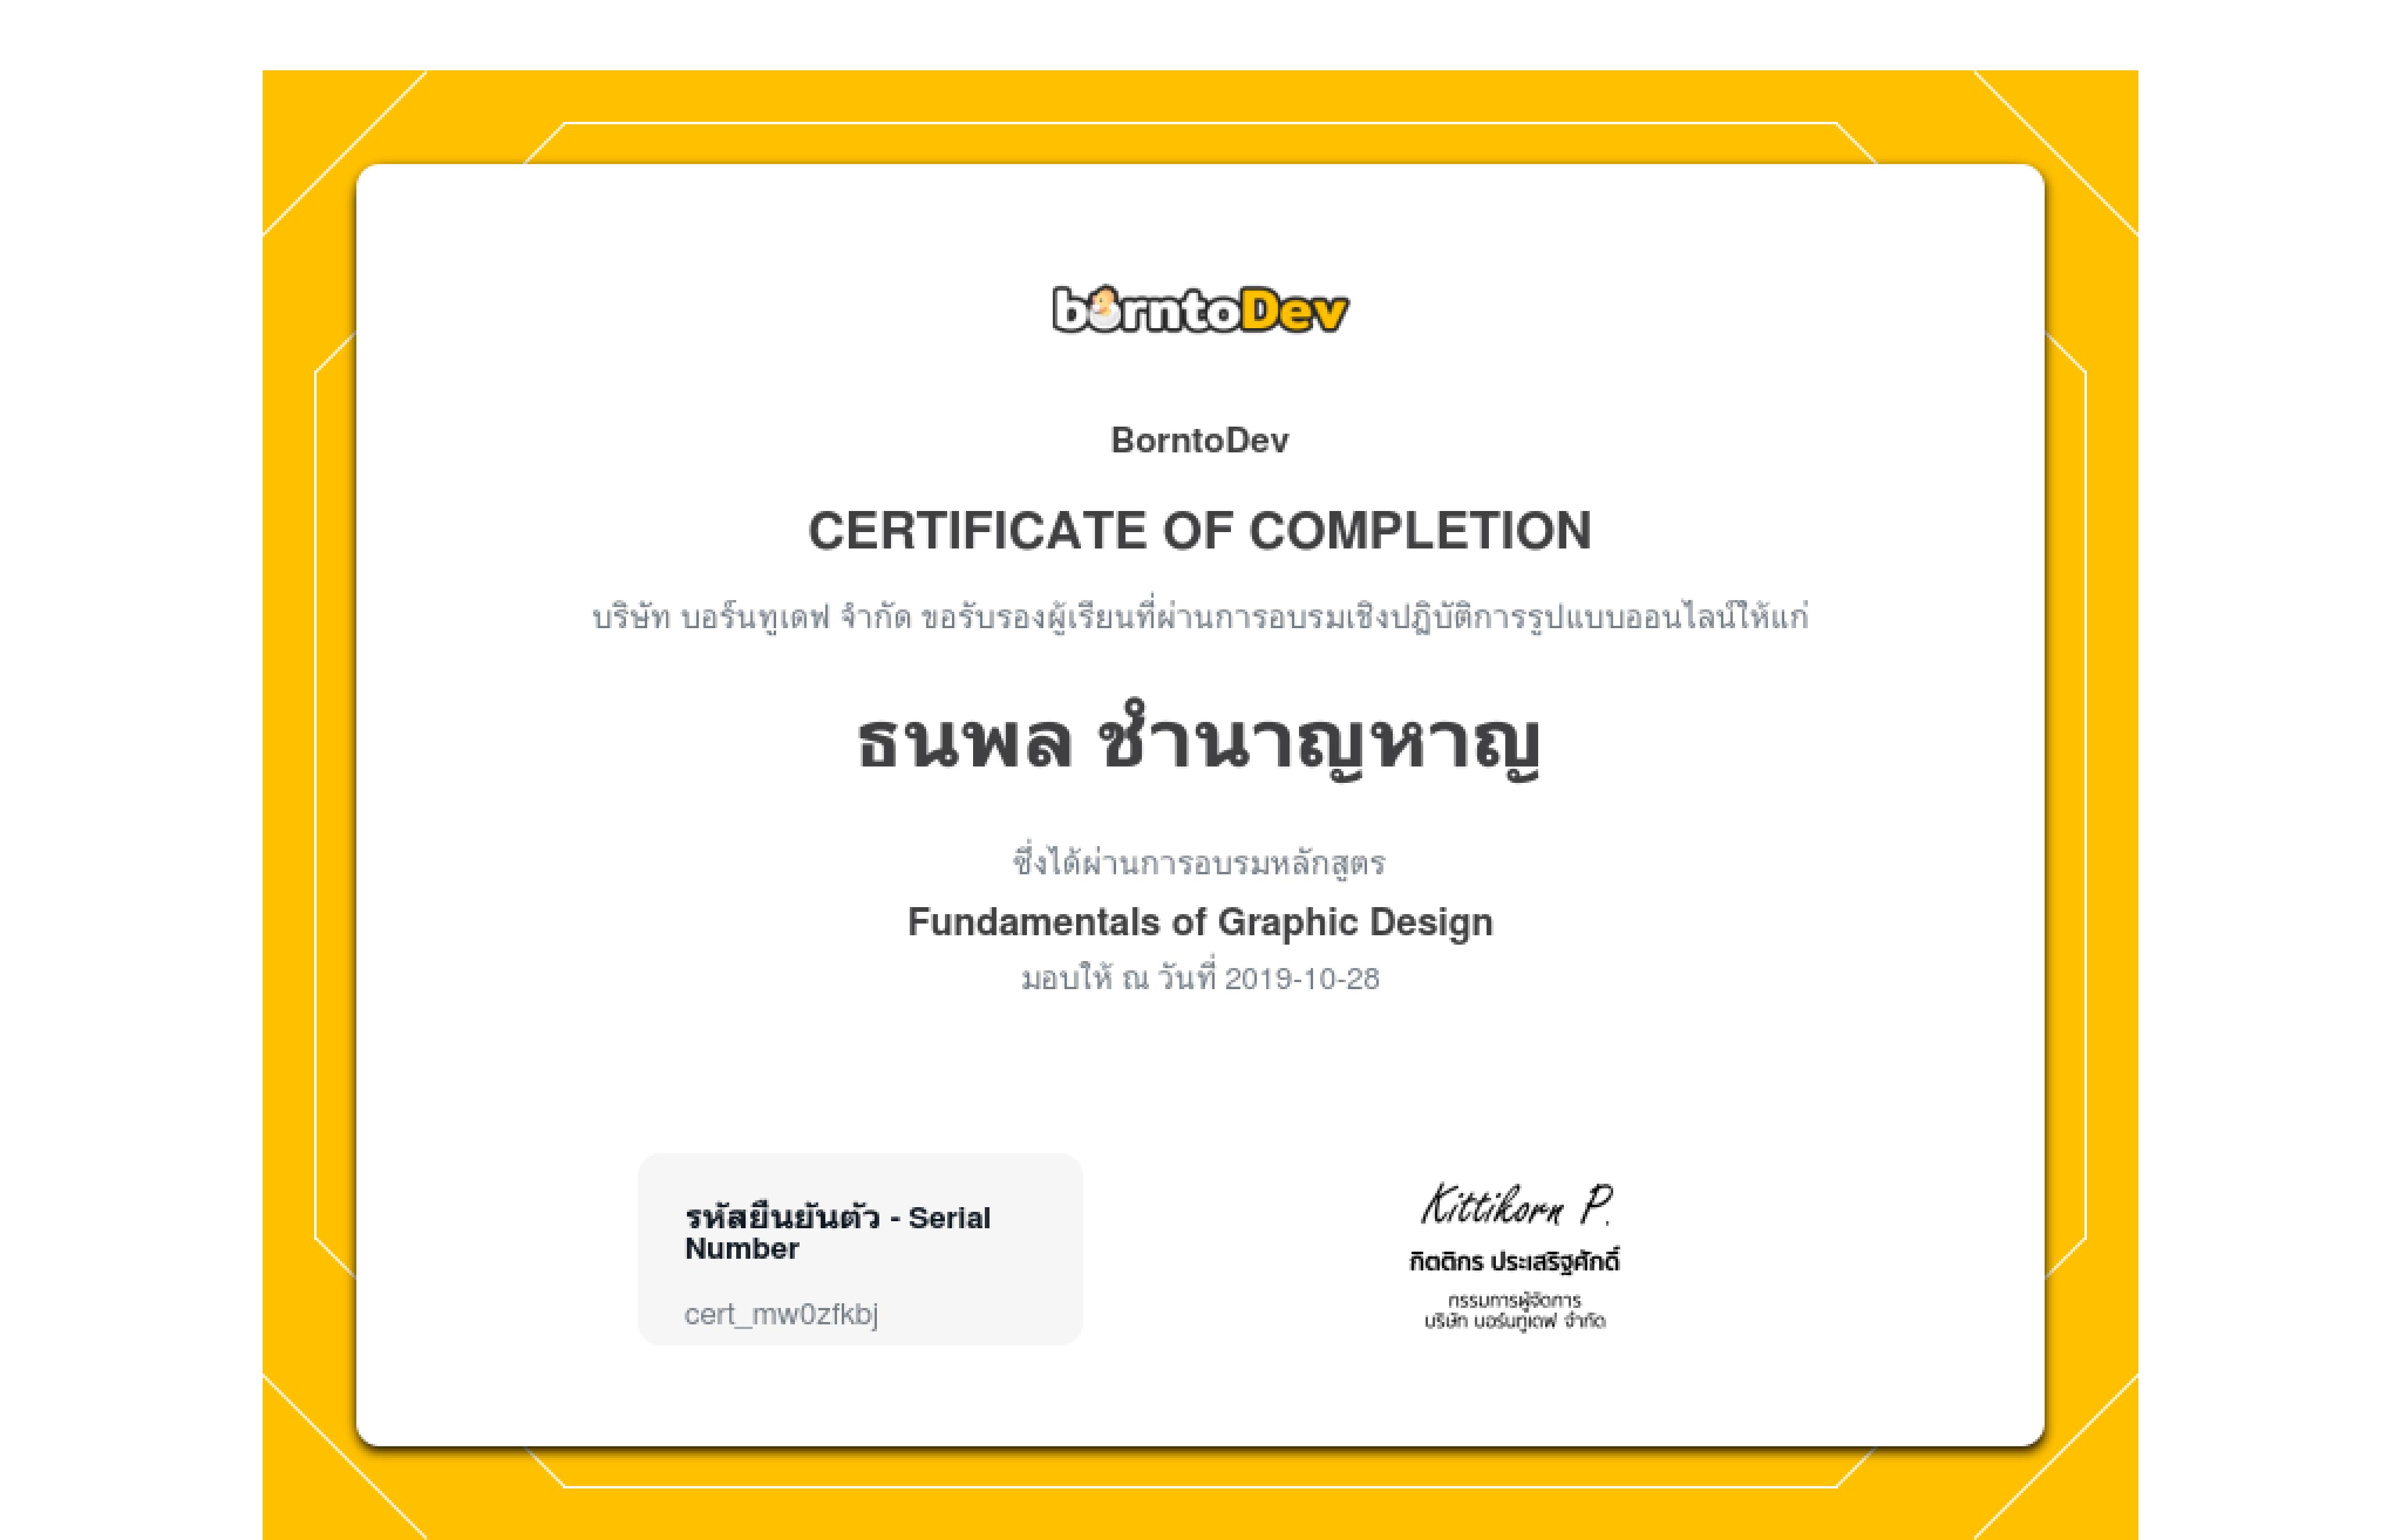 borntoDev
BorntoDev
CERTIFICATE OF COMPLETION
บริษัท บอร์นทูเดฟ จำกัด ขอรับรองผู้เรียนที่ผ่านการอบรมเชิงปฏิบัติการรูปแบบออนไลน์ให้แก่
ธนพล ชำนาญหาญ
ซึ่งได้ผ่านการอบรมหลักสูตร
Fundamentals of Graphic Design
มอบให้ ณ วันที่ 2019-10-28
รหัสยืนยันตัว - Serial
Number
cert_mw0zfkbj
Kittikorn P.
กิตติกร ประเสริฐศักดิ์
กรรมการผู้จัดการ
บริษัท บอร์นทูเดฟ จำกัด